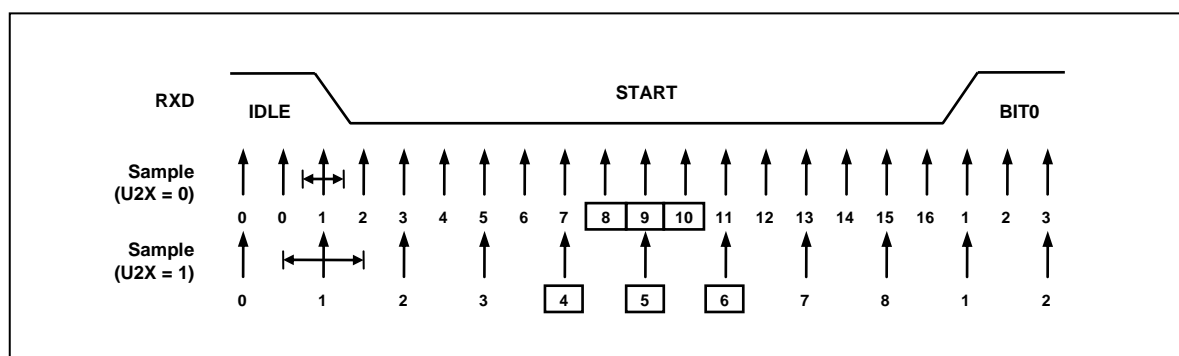 RXD
IDLE
START
BIT0
Sample
(U2X = 0)
0 0 1 2 3 4 5 6 7 8 9 10 11 12 13 14 15 16 1 2 3
Sample
(U2X = 1)
0 1 2 3 4 5 6 7 8 1 2